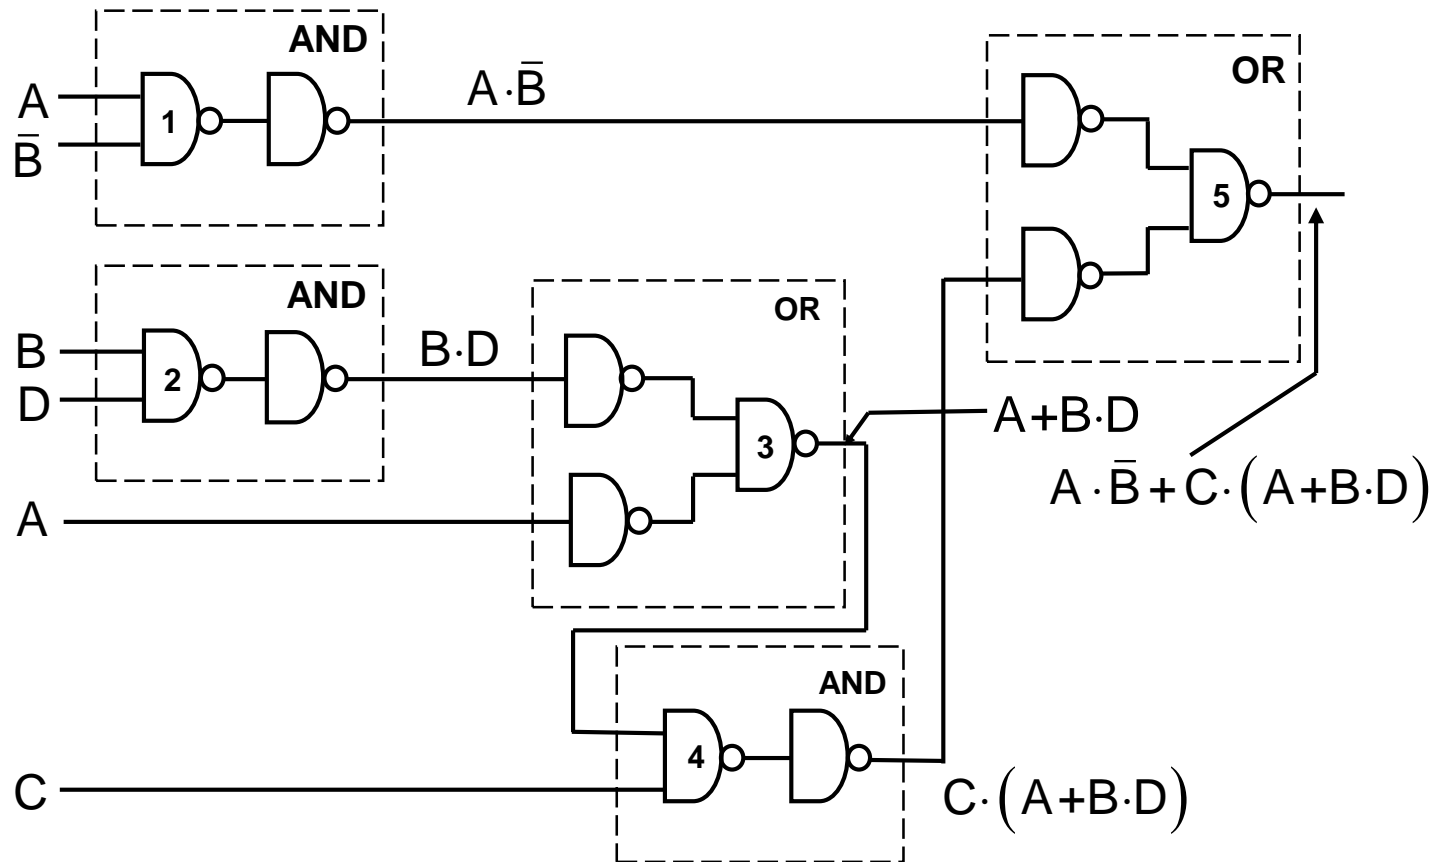 AND
A
B̄
1
A·B̄
OR
5
AND
B
D
2
B·D
OR
3
A
A+B·D
A·B̄+C·(A+B·D)
AND
4
C
C·(A+B·D)